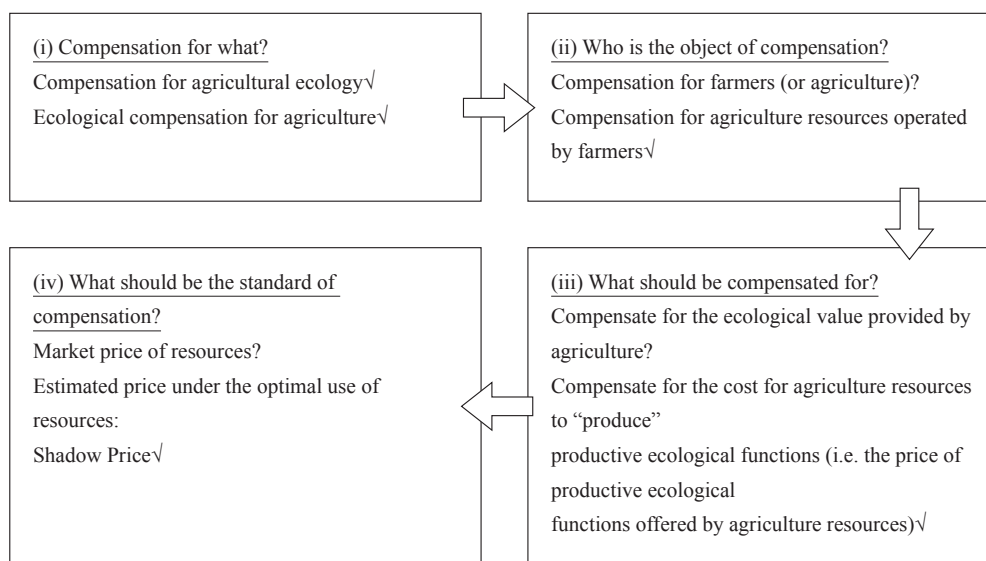 (i) Compensation for what?
Compensation for agricultural ecology√
Ecological compensation for agriculture√
(ii) Who is the object of compensation?
Compensation for farmers (or agriculture)?
Compensation for agriculture resources operated
by farmers√
(iii) What should be compensated for?
Compensate for the ecological value provided by
agriculture?
Compensate for the cost for agriculture resources
to “produce”
productive ecological functions (i.e. the price of
productive ecological
functions offered by agriculture resources)√
(iv) What should be the standard of
compensation?
Market price of resources?
Estimated price under the optimal use of
resources:
Shadow Price√